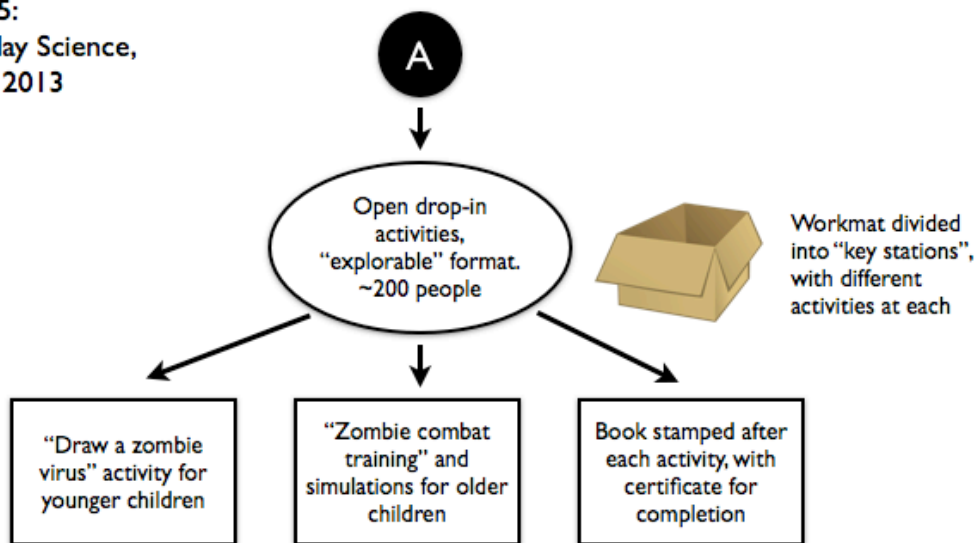 5:
ay Science,
2013
A
Open drop-in
activities,
“explorable” format.
~200 people
Workmat divided
into “key stations”,
with different
activities at each
“Draw a zombie
virus” activity for
younger children
“Zombie combat
training” and
simulations for older
children
Book stamped after
each activity, with
certificate for
completion